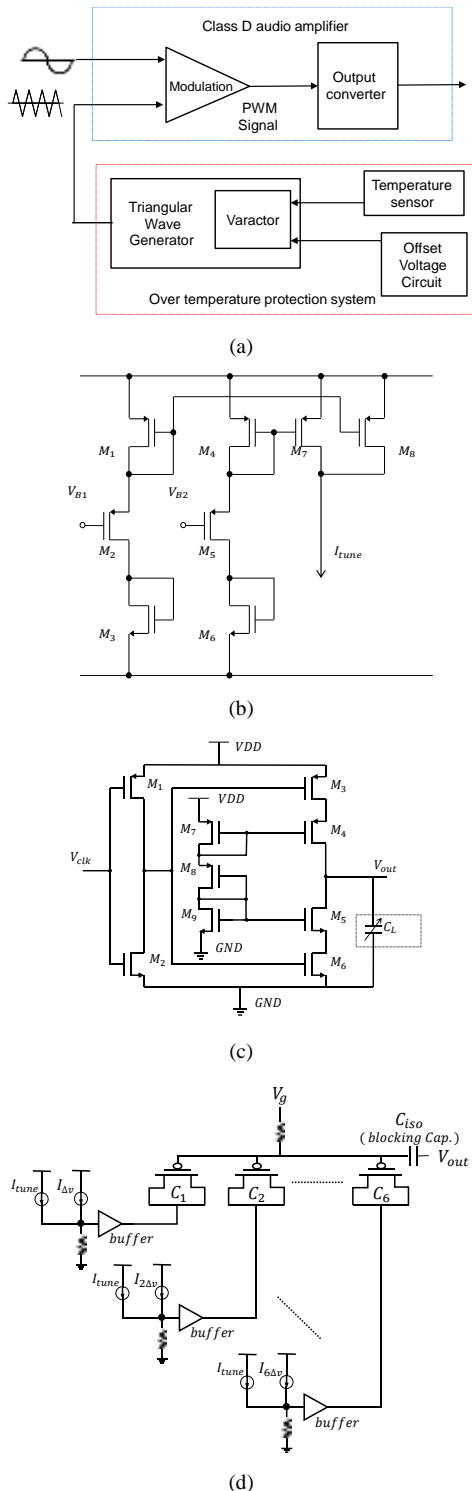 Class D audio amplifier
Modulation
PWM
Signal
Output
converter
Triangular
Wave
Generator
Varactor
Temperature
sensor
Offset
Voltage
Circuit
Over temperature protection system
(a)
M1
M4
M7
M8
VB1
VB2
M2
M5
Itune
M3
M6
(b)
VDD
M1
M3
VDD
M7
M4
Vclk
M8
Vout
M9
M5
CL
GND
M2
M6
GND
(c)
Vg
Ciso
(blocking Cap.)
Vout
C1
C2
C6
Itune
IΔv
buffer
Itune
I2Δv
buffer
Itune
I6Δv
buffer
(d)